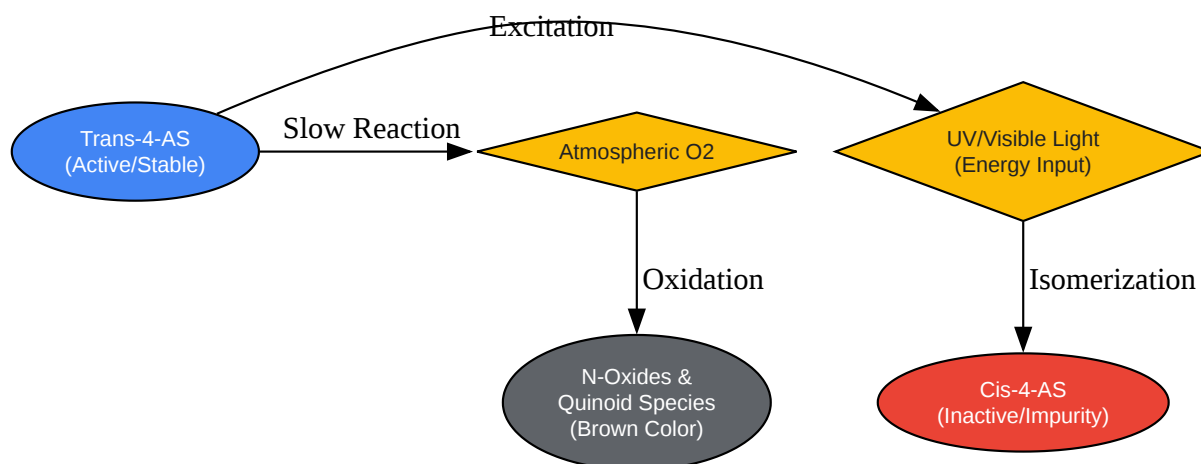 Excitation
Trans-4-AS
(Active/Stable)
Slow Reaction
Atmospheric O2
UV/Visible Light
(Energy Input)
Oxidation
Isomerization
N-Oxides &
Quinoid Species
(Brown Color)
Cis-4-AS
(Inactive/Impurity)